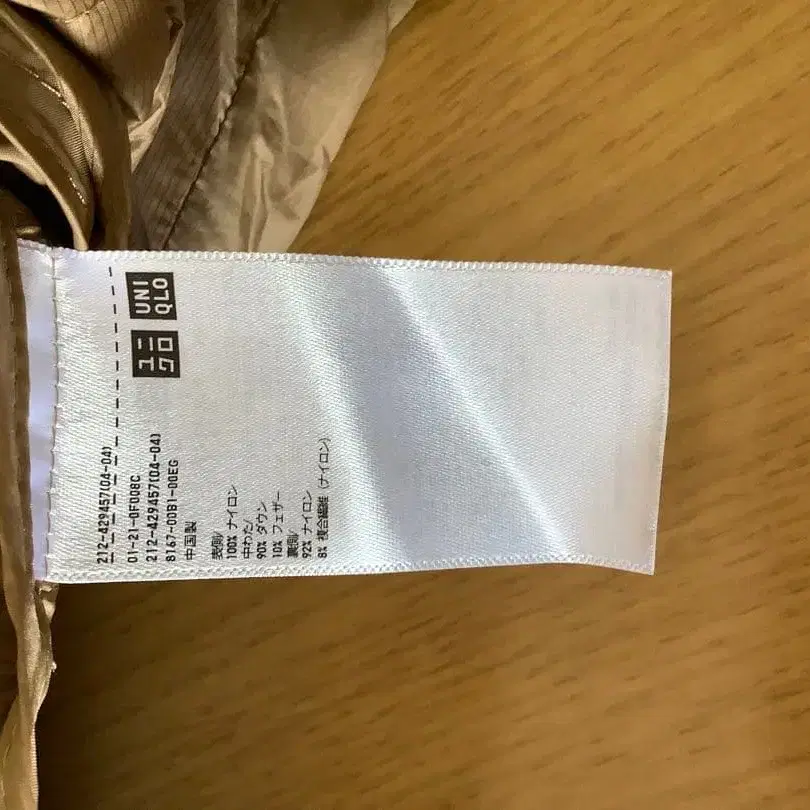 212-429457(04-04)
ユニクロ UNIQLO
01-21-0F008C
212-429457(04-04)
8167-00B1-00EG
中国製
表側/
100% ナイロン
中わた/
90% ダウン
10% フェザー
裏側/
92% ナイロン
8% 複合繊維 (ナイロン)